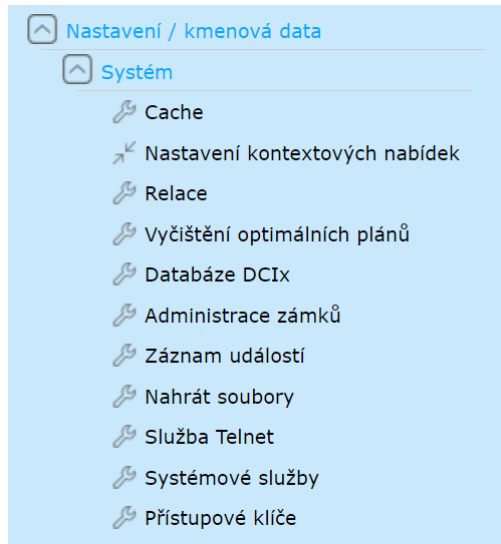 Nastavení / kmenová data
Systém
Cache
Nastavení kontextových nabídek
Relace
Vyčištění optimálních plánů
Databáze DCIx
Administrace zámků
Záznam událostí
Nahrát soubory
Služba Telnet
Systémové služby
Přístupové klíče